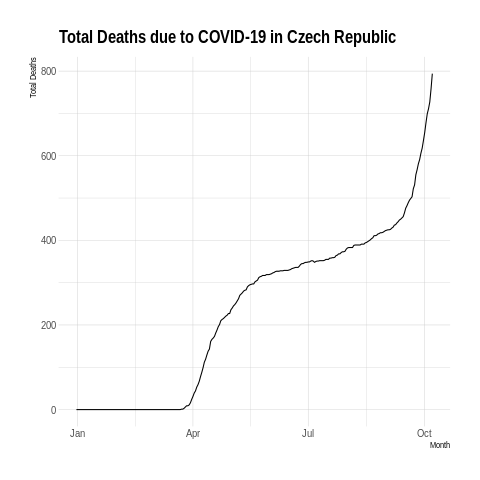 Total Deaths due to COVID-19 in Czech Republic
Total Deaths
800
600
400
200
0
Jan Apr Jul Oct
Month